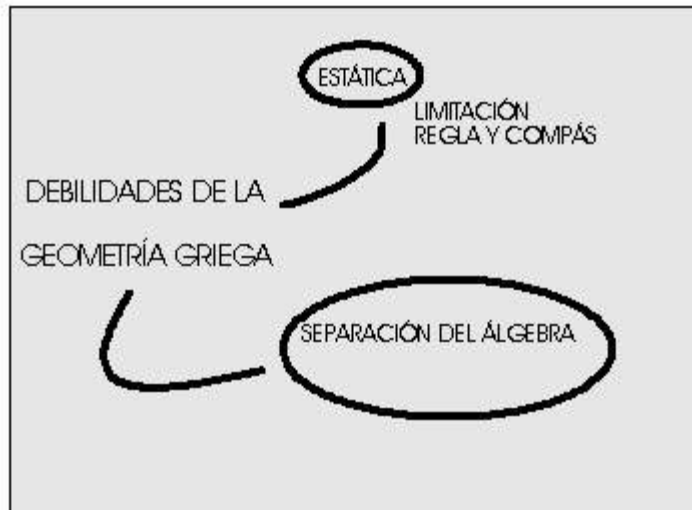 ESTÁTICA
LIMITACIÓN
REGLA Y COMPÁS
DEBILIDADES DE LA
GEOMETRÍA GRIEGA
SEPARACIÓN DEL ÁLGEBRA